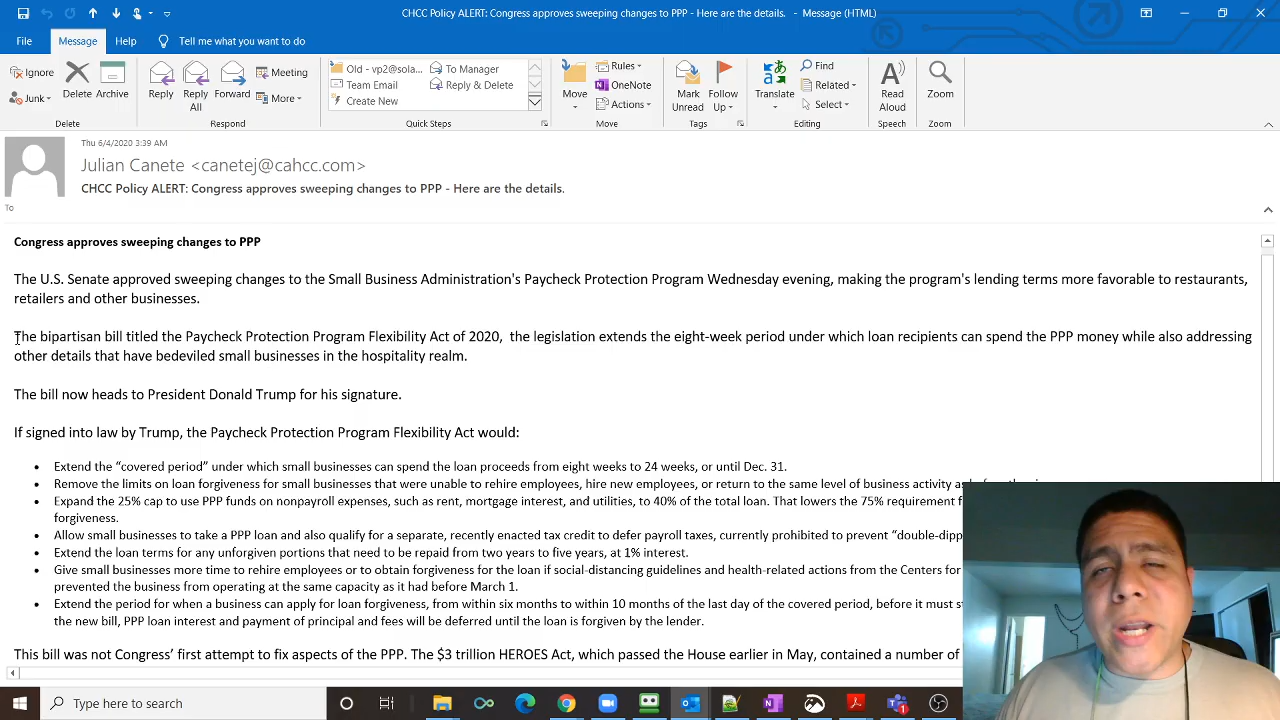 CHCC Policy ALERT: Congress approves sweeping changes to PPP - Here are the details. - Message (HTML)
File Message Help Tell me what you want to do
Ignore Junk Delete Archive
Reply Reply All Forward Meeting More
Old - vp2@sola... To Manager
Team Email Reply & Delete
Create New
Move Rules OneNote Actions
Mark Unread Follow Up
Translate Find Related Select
Read Aloud Zoom
Delete Respond Quick Steps Move Tags Editing Speech Zoom
Thu 6/4/2020 3:39 AM
Julian Canete <canetej@cahcc.com>
CHCC Policy ALERT: Congress approves sweeping changes to PPP - Here are the details.
To
Congress approves sweeping changes to PPP
The U.S. Senate approved sweeping changes to the Small Business Administration's Paycheck Protection Program Wednesday evening, making the program's lending terms more favorable to restaurants,
retailers and other businesses.
The bipartisan bill titled the Paycheck Protection Program Flexibility Act of 2020, the legislation extends the eight-week period under which loan recipients can spend the PPP money while also addressing
other details that have bedeviled small businesses in the hospitality realm.
The bill now heads to President Donald Trump for his signature.
If signed into law by Trump, the Paycheck Protection Program Flexibility Act would:
• Extend the “covered period” under which small businesses can spend the loan proceeds from eight weeks to 24 weeks, or until Dec. 31.
• Remove the limits on loan forgiveness for small businesses that were unable to rehire employees, hire new employees, or return to the same level of business activity
• Expand the 25% cap to use PPP funds on nonpayroll expenses, such as rent, mortgage interest, and utilities, to 40% of the total loan. That lowers the 75% requirement
forgiveness.
• Allow small businesses to take a PPP loan and also qualify for a separate, recently enacted tax credit to defer payroll taxes, currently prohibited to prevent “double-dipp
• Extend the loan terms for any unforgiven portions that need to be repaid from two years to five years, at 1% interest.
• Give small businesses more time to rehire employees or to obtain forgiveness for the loan if social-distancing guidelines and health-related actions from the Centers for
prevented the business from operating at the same capacity as it had before March 1.
• Extend the period for when a business can apply for loan forgiveness, from within six months to within 10 months of the last day of the covered period, before it must
the new bill, PPP loan interest and payment of principal and fees will be deferred until the loan is forgiven by the lender.
This bill was not Congress’ first attempt to fix aspects of the PPP. The $3 trillion HEROES Act, which passed the House earlier in May, contained a number of
Type here to search
1